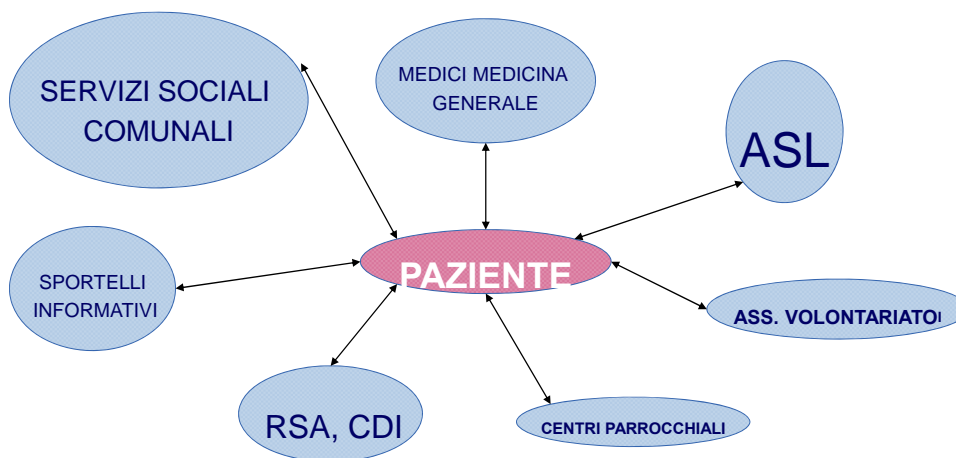 SERVIZI SOCIALI
COMUNALI
MEDICI MEDICINA
GENERALE
ASL
PAZIENTE
SPORTELLI
INFORMATIVI
ASS. VOLONTARIATO
RSA, CDI
CENTRI PARROCCHIALI